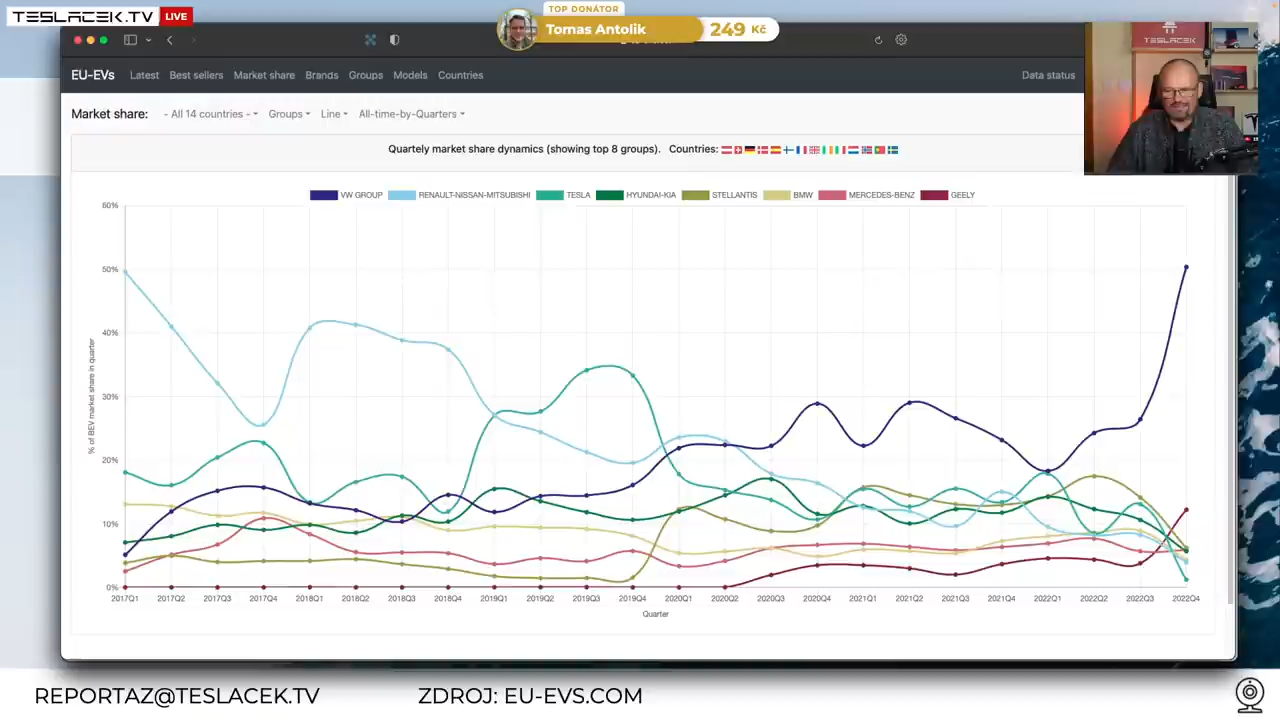 TESLACEK.TV LIVE
TOP DONÁTOR
Tomas Antolik 249 Kč
TESLACEK
EU-EVs Latest Best sellers Market share Brands Groups Models Countries Data status
Market share: - All 14 countries - Groups Line All-time-by-Quarters
Quartely market share dynamics (showing top 8 groups). Countries:
VW GROUP RENAULT-NISSAN-MITSUBISHI TESLA HYUNDAI-KIA STELLANTIS BMW MERCEDES-BENZ GEELY
60%
50%
40%
30%
20%
10%
0%
% of BEV market share in quarter
2017Q1 2017Q2 2017Q3 2017Q4 2018Q1 2018Q2 2018Q3 2018Q4 2019Q1 2019Q2 2019Q3 2019Q4 2020Q1 2020Q2 2020Q3 2020Q4 2021Q1 2021Q2 2021Q3 2021Q4 2022Q1 2022Q2 2022Q3 2022Q4
Quarter
REPORTAZ@TESLACEK.TV ZDROJ: EU-EVS.COM